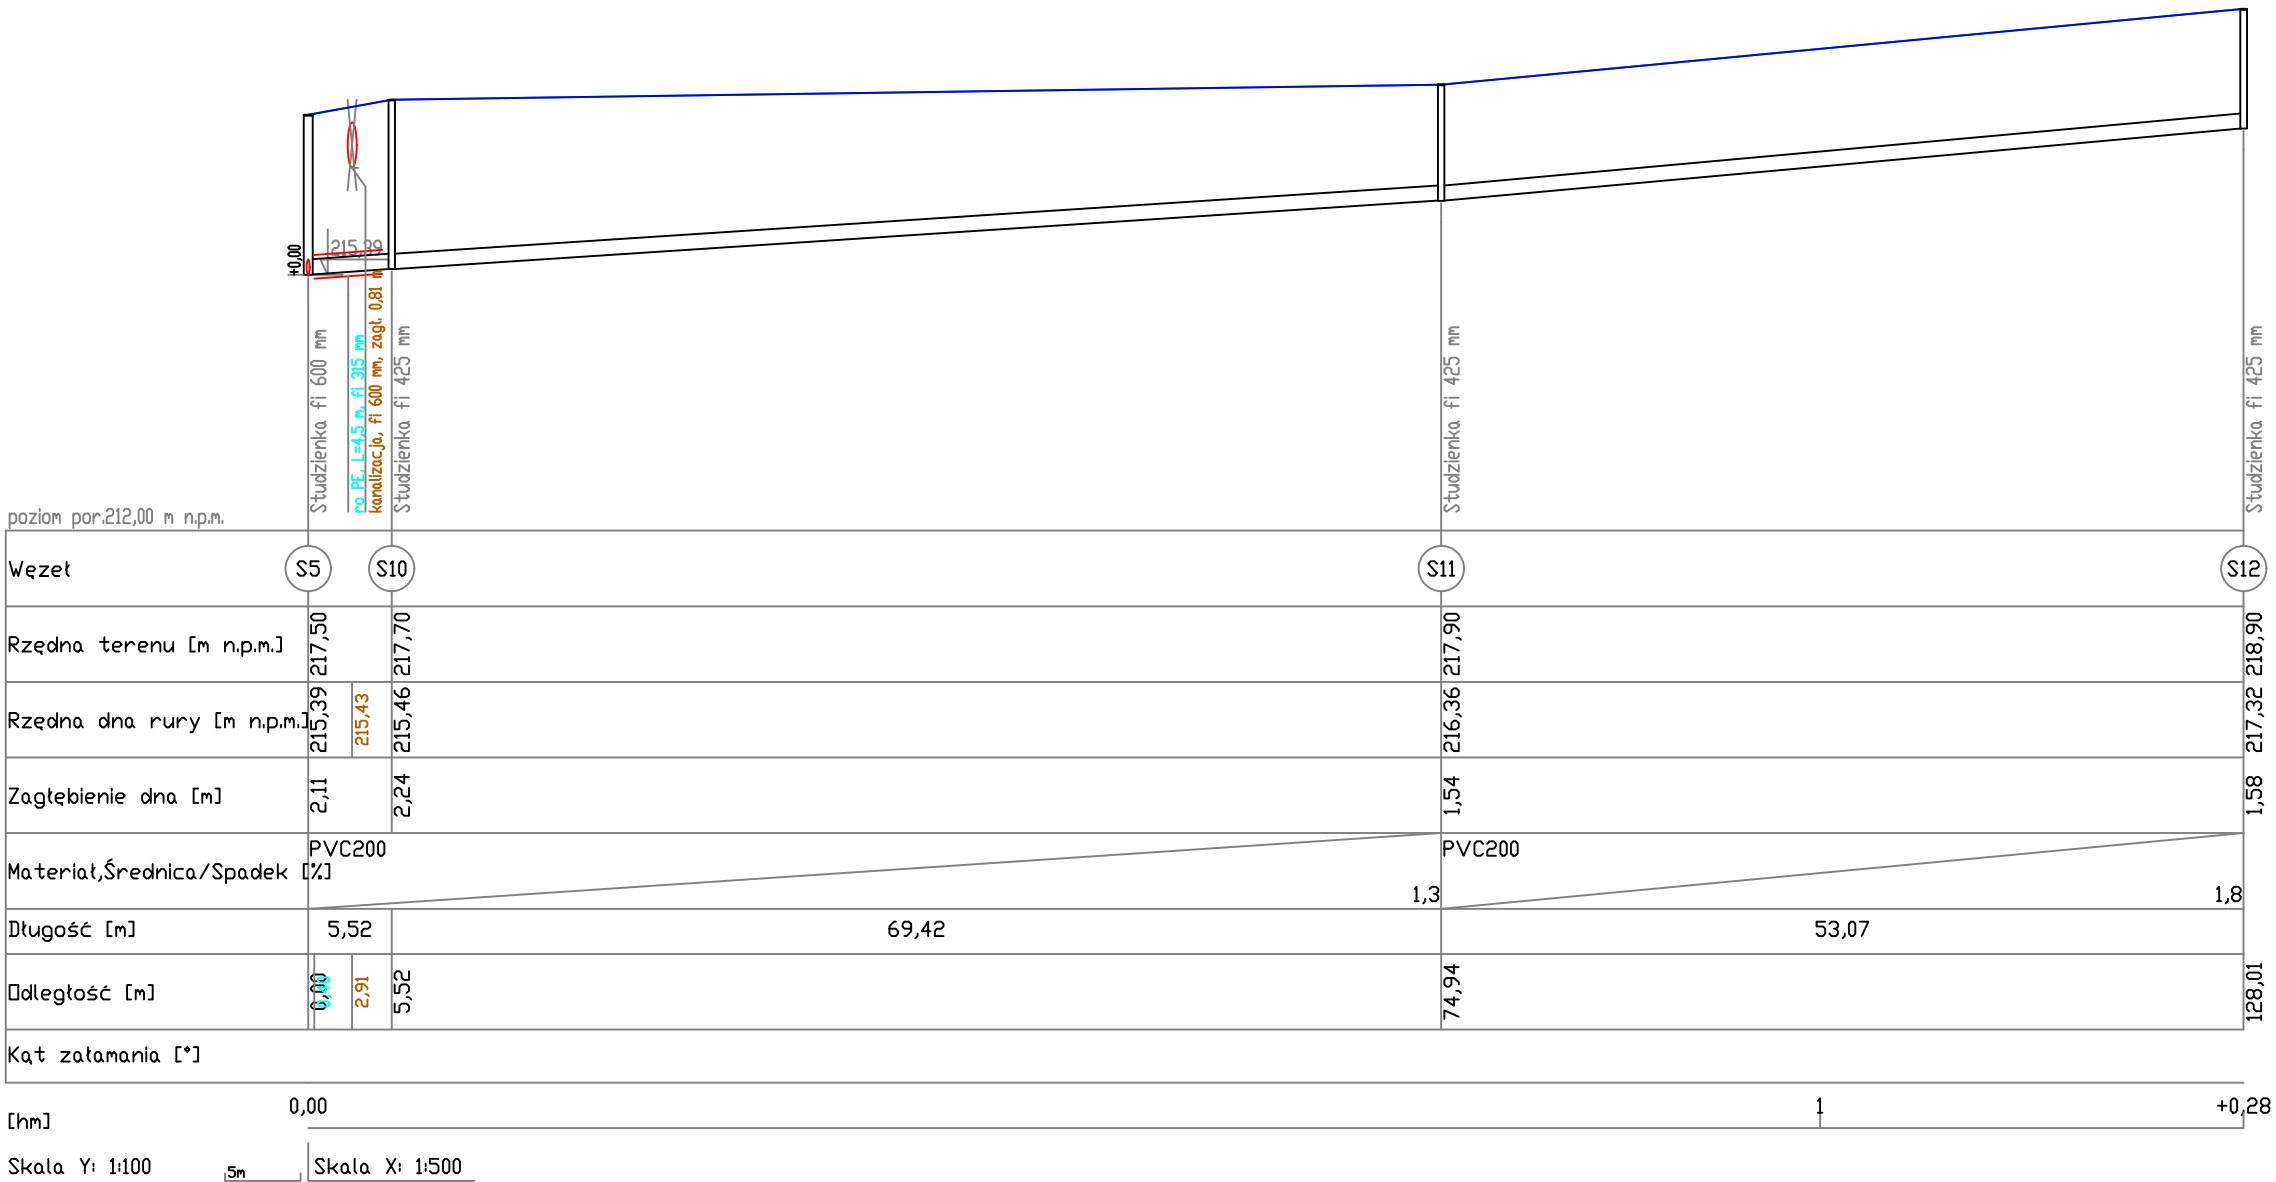 +0,00
215,39
Studzienka fi 600 mm
ro PE, L=4,5 m, fi 315 mm
kanalizacja, fi 600 mm, zagł. 0,81 m
Studzienka fi 425 mm
Studzienka fi 425 mm
Studzienka fi 425 mm
poziom por.212,00 m n.p.m.
Węzeł S5 S10 S11 S12
Rzędna terenu [m n.p.m.] 217,50 217,70 217,90 218,90
Rzędna dna rury [m n.p.m.] 215,39 215,43 215,46 216,36 217,32
Zagłębienie dna [m] 2,11 2,24 1,54 1,58
PVC200 PVC200
Materiał,Średnica/Spadek [%]
1,3 1,8
Długość [m] 5,52 69,42 53,07
Odległość [m] 0,00 2,91 5,52 74,94 128,01
Kąt załamania [°]
0,00 1 +0,28
[hm]
Skala Y: 1:100 5m Skala X: 1:500